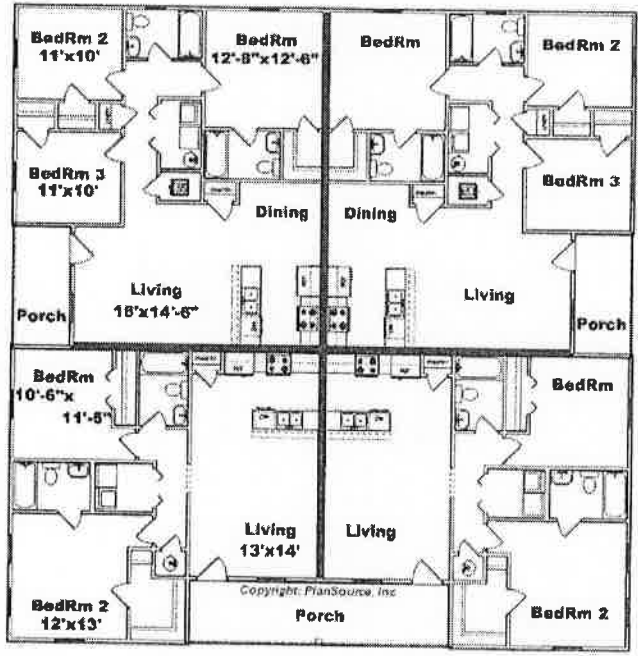 BedRm 2
11'x10'
BedRm
12'-8"x12'-6"
BedRm
BedRm 2
BedRm 3
11'x10'
BedRm 3
Dining
Dining
Living
16'x14'-6"
Living
Porch
Porch
BedRm
10'-6"x
11'-5"
BedRm
Living
13'x14'
Living
Copyright: PlanSource, Inc
Porch
BedRm 2
12'x13'
BedRm 2